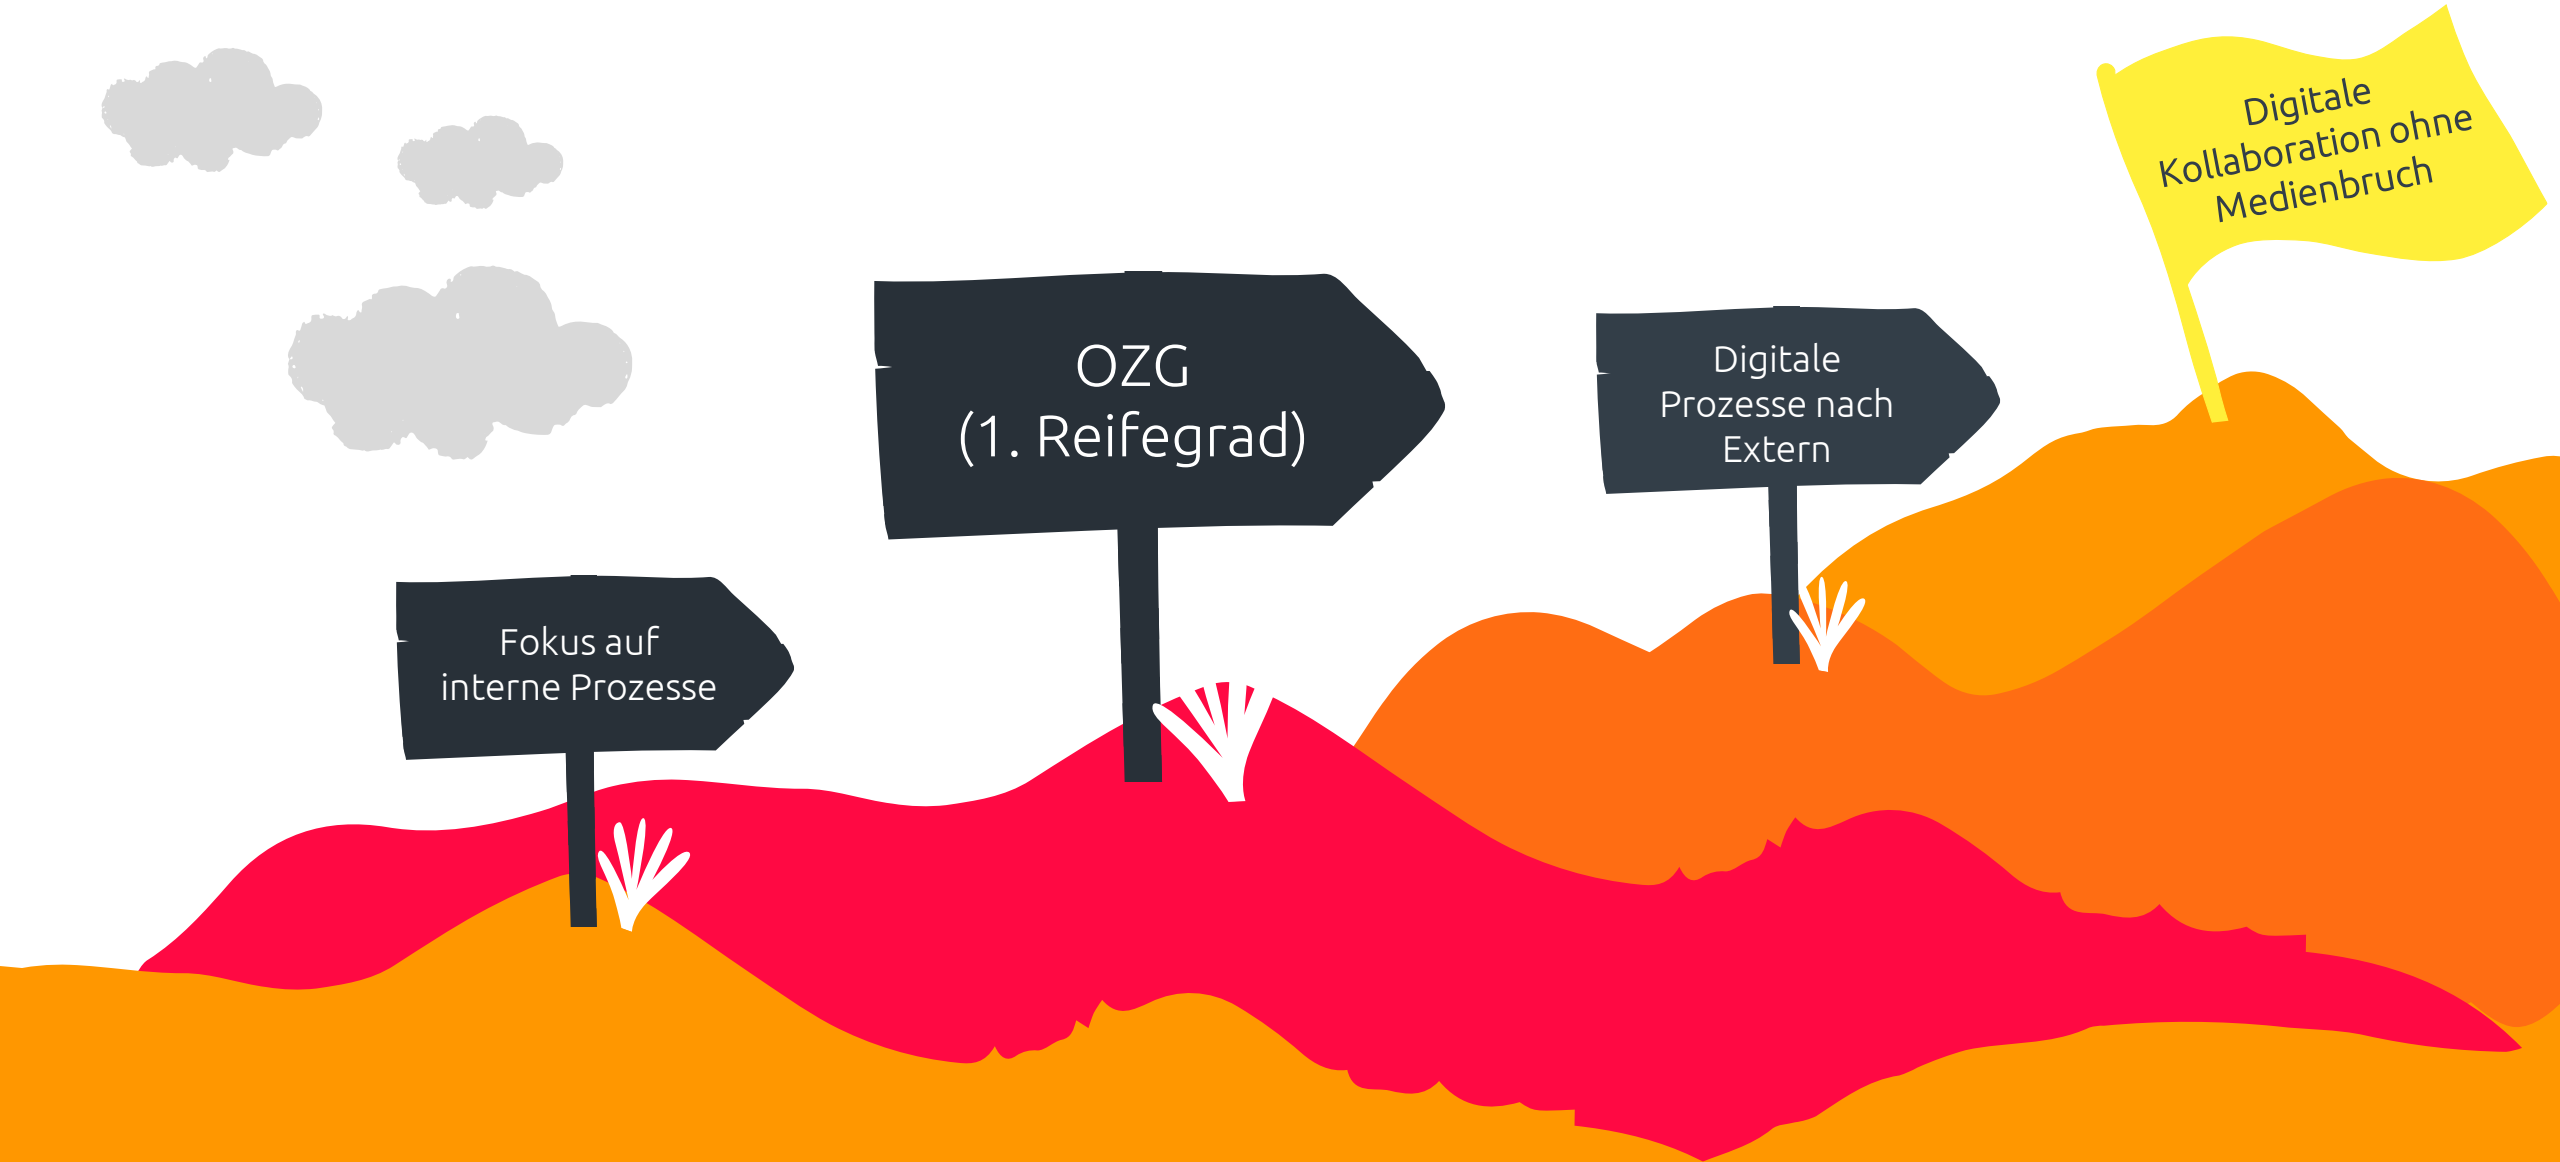 Fokus auf
interne Prozesse
OZG
(1. Reifegrad)
Digitale
Prozesse nach
Extern
Digitale
Kollaboration ohne
Medienbruch